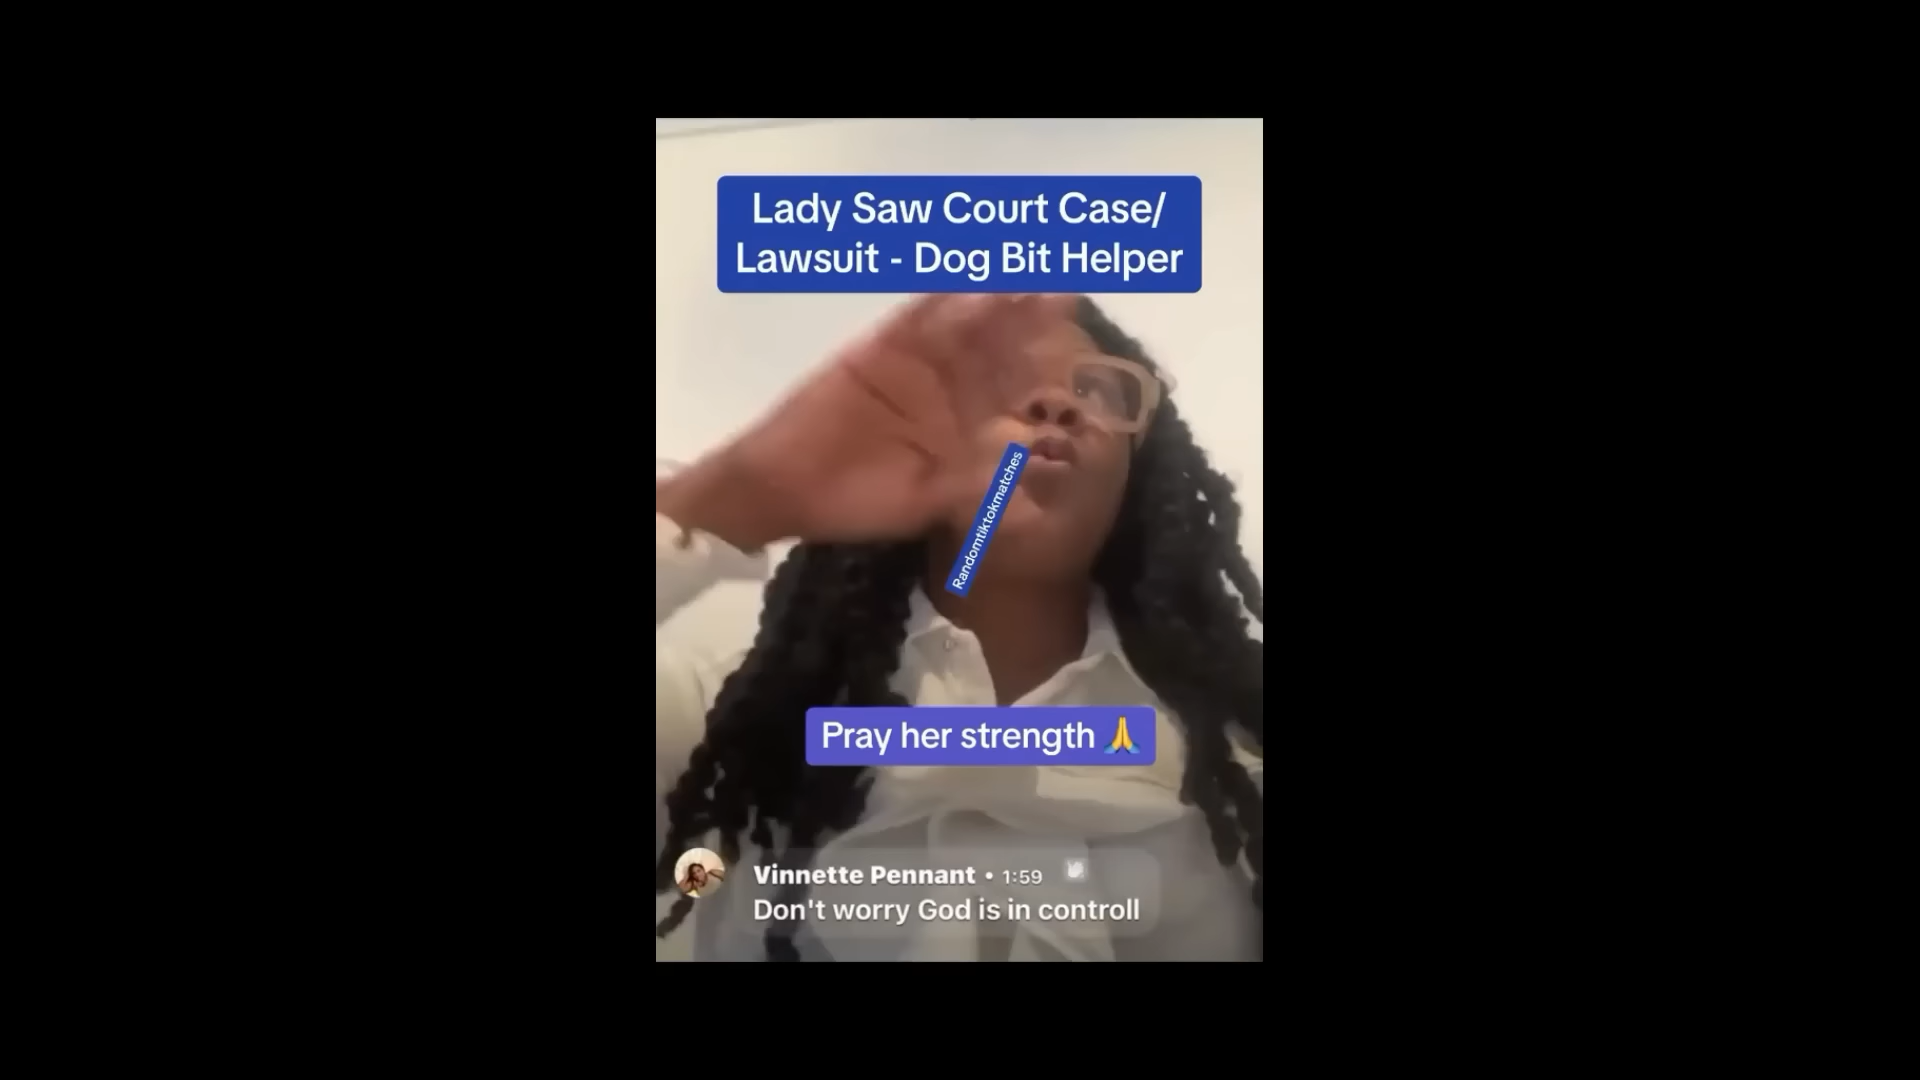 Lady Saw Court Case/
Lawsuit - Dog Bit Helper
Randomtiktokmatches
Pray her strength 🙏
Vinnette Pennant • 1:59
Don't worry God is in controll